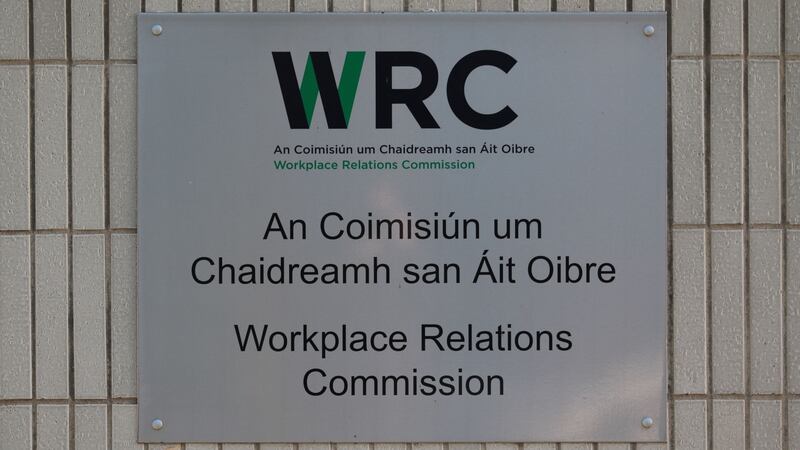 WRC
An Coimisiún um Chaidreamh san Áit Oibre
Workplace Relations Commission
An Coimisiún um
Chaidreamh san Áit Oibre
Workplace Relations
Commission